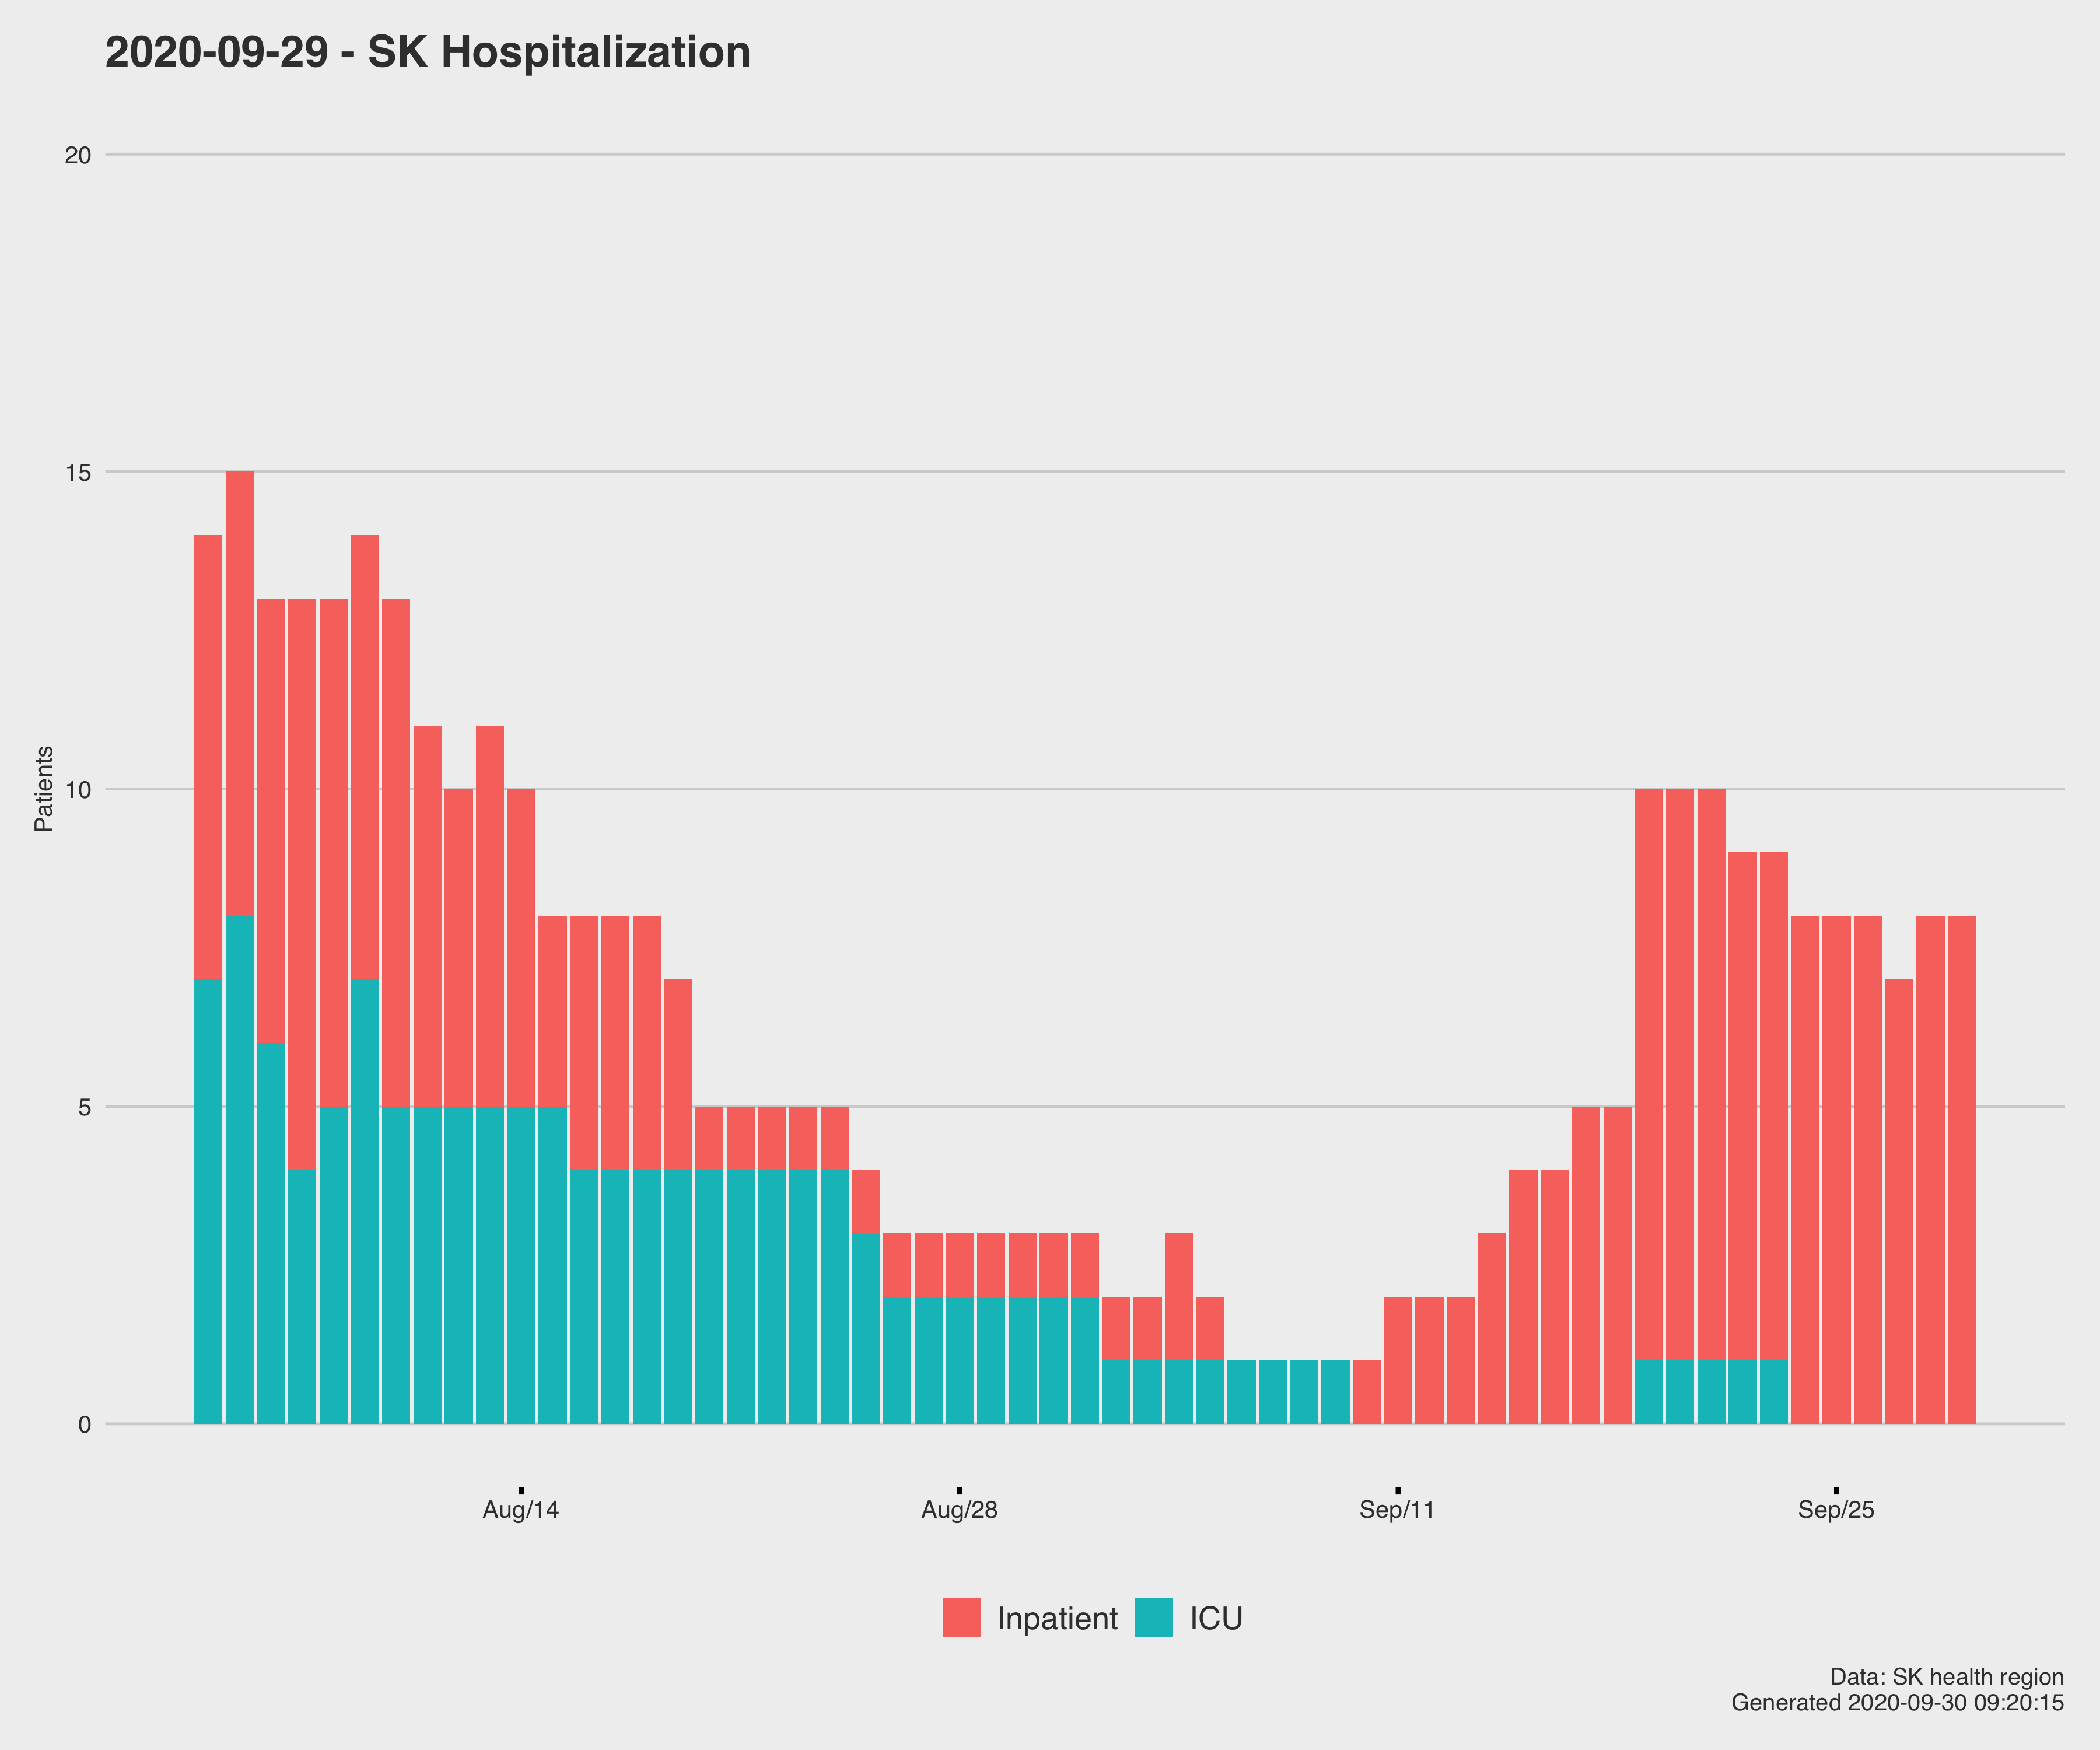 2020-09-29 - SK Hospitalization
20
15
10
5
0
Patients
Aug/14
Aug/28
Sep/11
Sep/25
Inpatient
ICU
Data: SK health region
Generated 2020-09-30 09:20:15